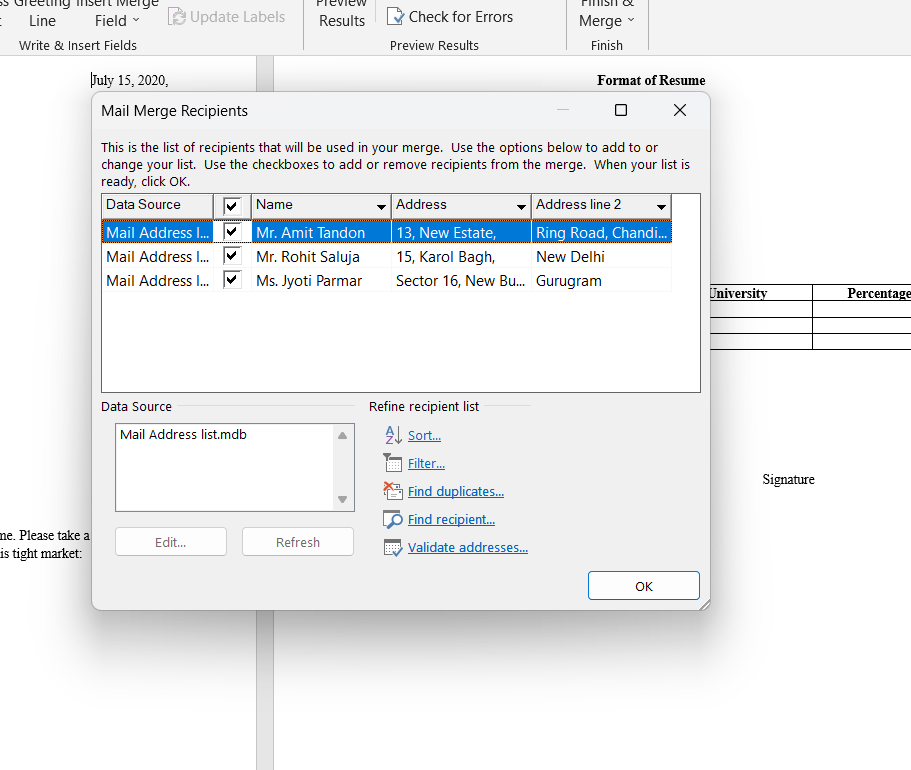 Greeting Insert Merge
Line
Field
Update Labels
Write & Insert Fields
Preview
Results
Check for Errors
Preview Results
Finish &
Merge
Finish
July 15, 2020,
Format of Resume
Mail Merge Recipients
This is the list of recipients that will be used in your merge.  Use the options below to add to or
change your list.  Use the checkboxes to add or remove recipients from the merge.  When your list is
ready, click OK.
Data Source Name Address Address line 2
Mail Address l... Mr. Amit Tandon 13, New Estate, Ring Road, Chandi...
Mail Address l... Mr. Rohit Saluja 15, Karol Bagh, New Delhi
Mail Address l... Ms. Jyoti Parmar Sector 16, New Bu... Gurugram
University Percentage
Data Source
Mail Address list.mdb
Edit... Refresh
Refine recipient list
Sort...
Filter...
Find duplicates...
Find recipient...
Validate addresses...
OK
Signature
me. Please take a
is tight market: